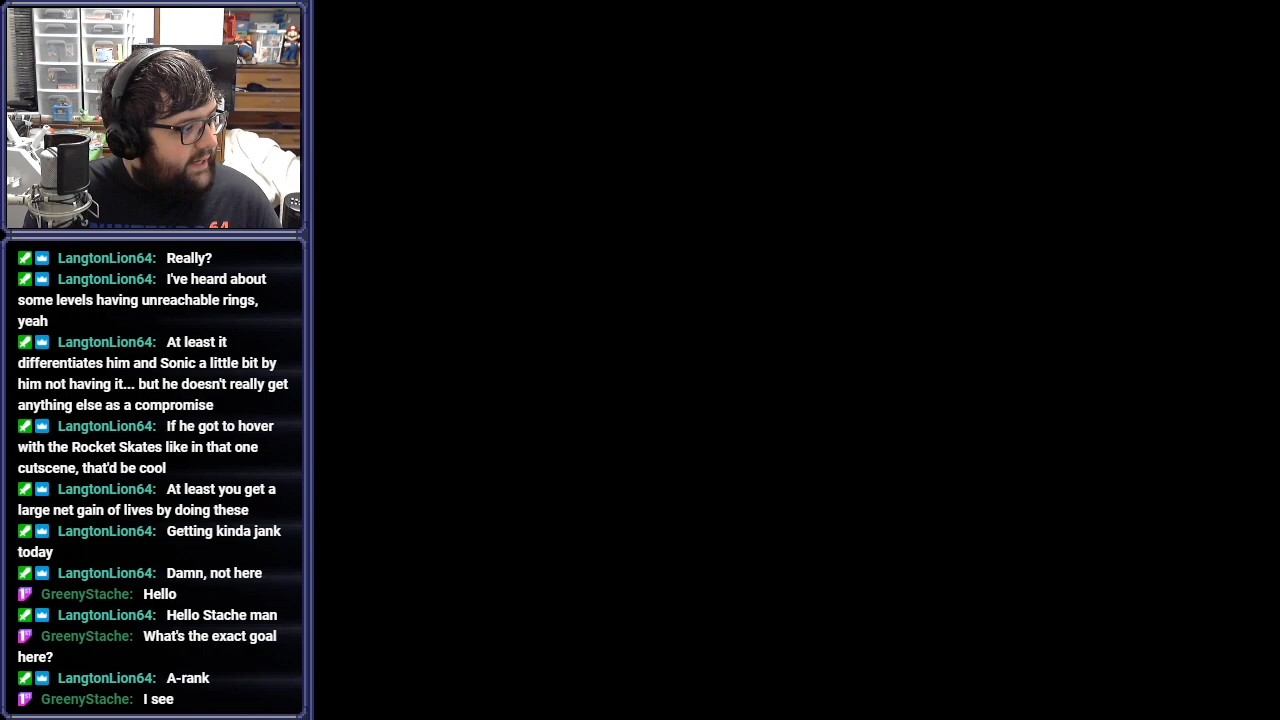 64
LangtonLion64: Really?
LangtonLion64: I've heard about
some levels having unreachable rings,
yeah
LangtonLion64: At least it
differentiates him and Sonic a little bit by
him not having it... but he doesn't really get
anything else as a compromise
LangtonLion64: If he got to hover
with the Rocket Skates like in that one
cutscene, that'd be cool
LangtonLion64: At least you get a
large net gain of lives by doing these
LangtonLion64: Getting kinda jank
today
LangtonLion64: Damn, not here
1ST GreenyStache: Hello
LangtonLion64: Hello Stache man
1ST GreenyStache: What's the exact goal
here?
LangtonLion64: A-rank
1ST GreenyStache: I see